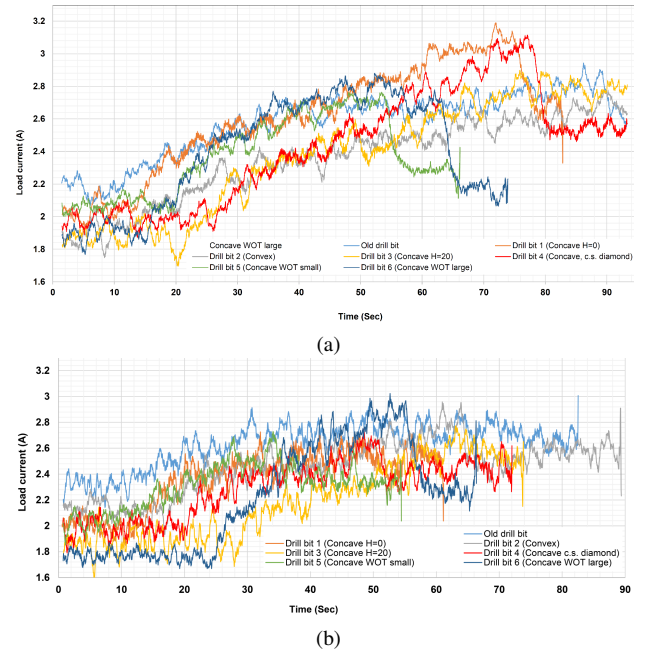 3.2
3
2.8
2.6
2.4
2.2
2
1.8
1.6
Load current (A)
Concave WOT large
Old drill bit
Drill bit 1 (Concave H=0)
Drill bit 2 (Convex)
Drill bit 3 (Concave H=20)
Drill bit 4 (Concave, c.s. diamond)
Drill bit 5 (Concave WOT small)
Drill bit 6 (Concave WOT large)
0 10 20 30 40 50 60 70 80 90
Time (Sec)
(a)
3.2
3
2.8
2.6
2.4
2.2
2
1.8
1.6
Load current (A)
Old drill bit
Drill bit 1 (Concave H=0)
Drill bit 2 (Convex)
Drill bit 3 (Concave H=20)
Drill bit 4 (Concave c.s. diamond)
Drill bit 5 (Concave WOT small)
Drill bit 6 (Concave WOT large)
0 10 20 30 40 50 60 70 80 90
Time (Sec)
(b)